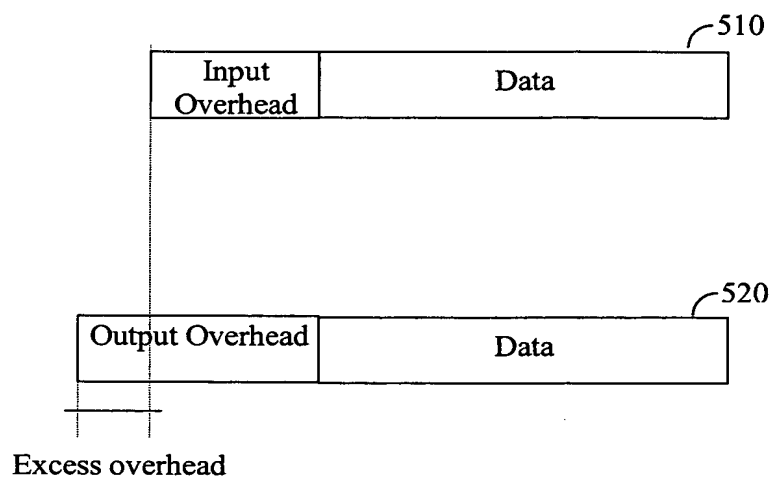 510
Input
Overhead
Data
520
Output Overhead
Data
Excess overhead